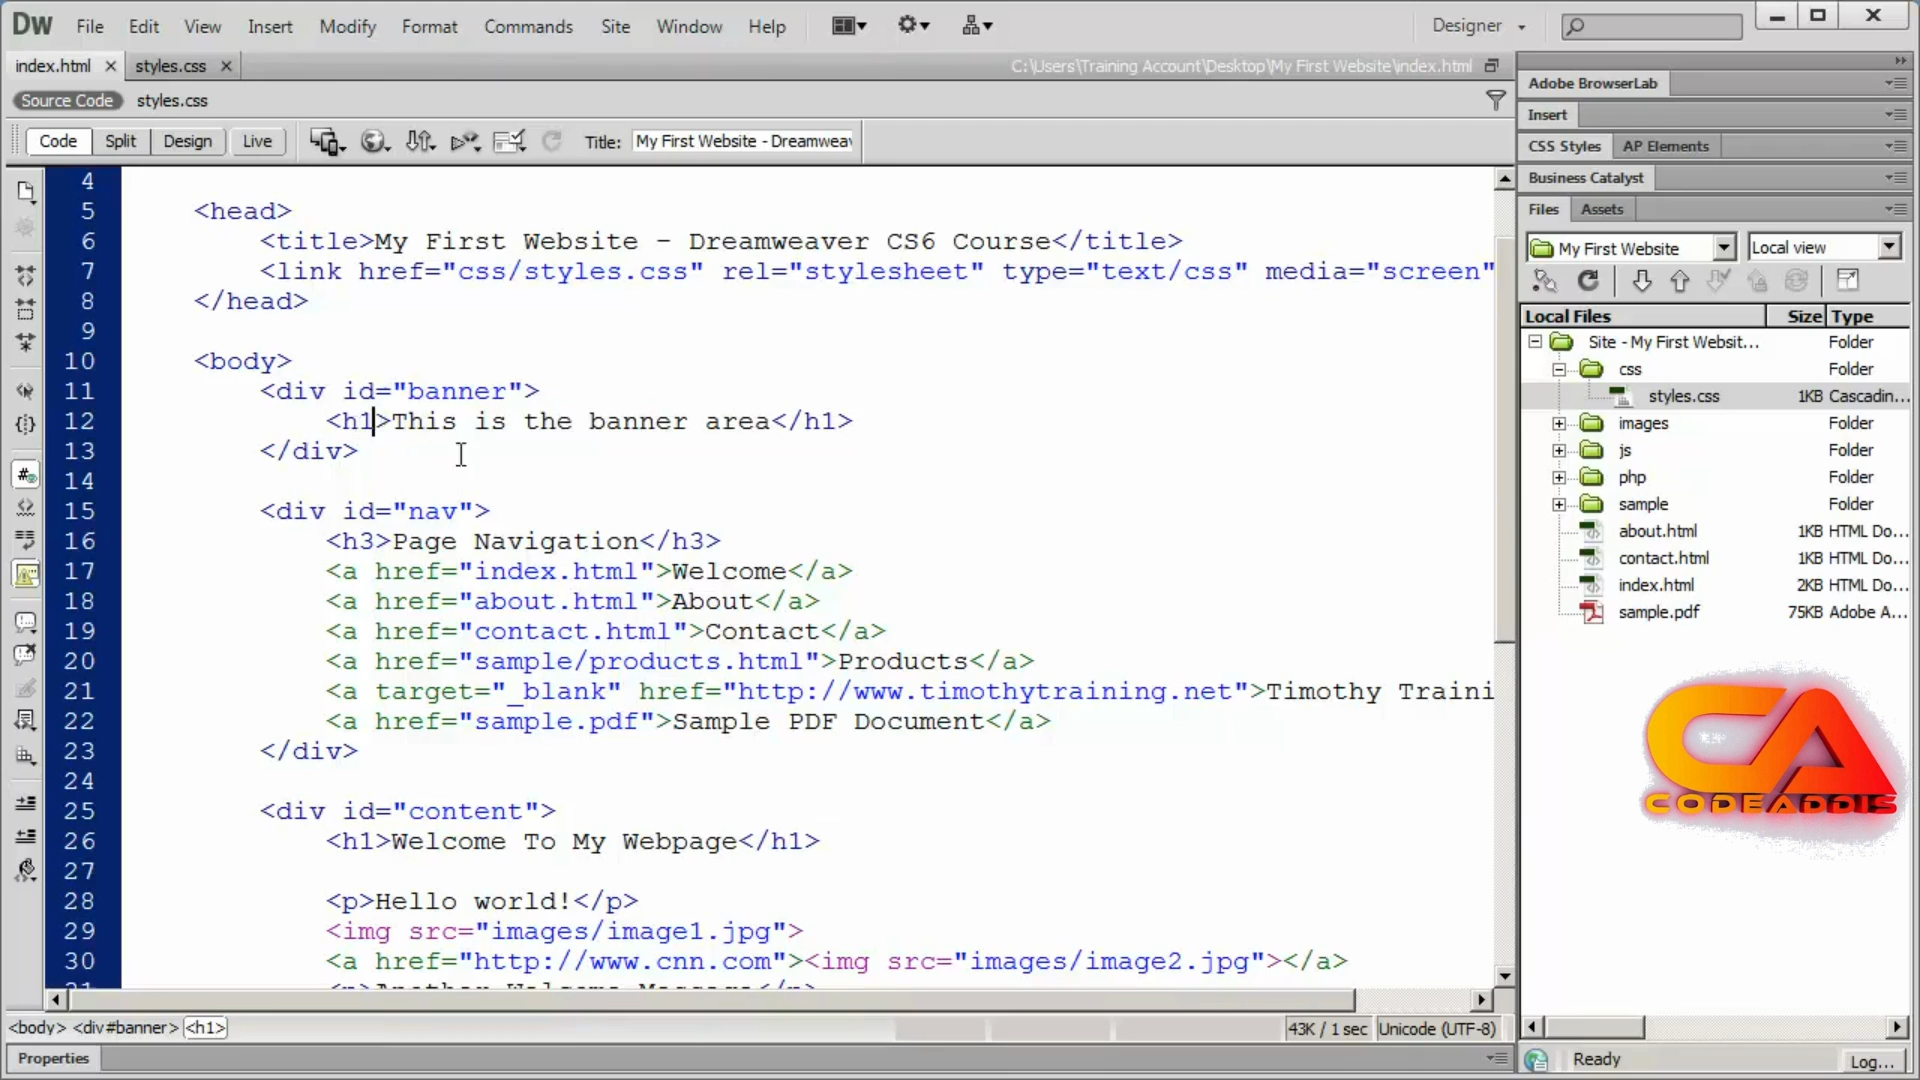 DW File Edit View Insert Modify Format Commands Site Window Help Designer
index.html styles.css C:\Users\Training Account\Desktop\My First Website\index.html
Source Code styles.css
Code Split Design Live Title: My First Website - Dreamweav
4
5 <head>
6 <title>My First Website - Dreamweaver CS6 Course</title>
7 <link href="css/styles.css" rel="stylesheet" type="text/css" media="screen"
8 </head>
9
10 <body>
11 <div id="banner">
12 <h1>This is the banner area</h1>
13 </div>
14
15 <div id="nav">
16 <h3>Page Navigation</h3>
17 <a href="index.html">Welcome</a>
18 <a href="about.html">About</a>
19 <a href="contact.html">Contact</a>
20 <a href="sample/products.html">Products</a>
21 <a target="_blank" href="http://www.timothytraining.net">Timothy Traini
22 <a href="sample.pdf">Sample PDF Document</a>
23 </div>
24
25 <div id="content">
26 <h1>Welcome To My Webpage</h1>
27
28 <p>Hello world!</p>
29 <img src="images/image1.jpg">
30 <a href="http://www.cnn.com"><img src="images/image2.jpg"></a>
31 <p>Another Welcome Message</p>
<body> <div#banner> <h1> 43K / 1 sec Unicode (UTF-8)
Properties
Adobe BrowserLab
Insert
CSS Styles AP Elements
Business Catalyst
Files Assets
My First Website Local view
Local Files Size Type
Site - My First Websit... Folder
css Folder
styles.css 1KB Cascadin...
images Folder
js Folder
php Folder
sample Folder
about.html 1KB HTML Do...
contact.html 1KB HTML Do...
index.html 2KB HTML Do...
sample.pdf 75KB Adobe A...
CA
CODEADDIS
Ready Log...